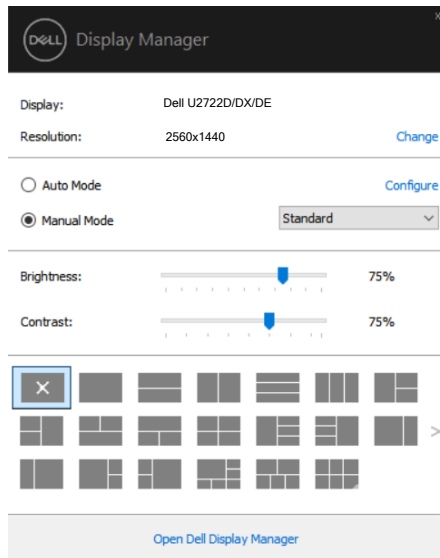 x
DELL Display Manager
Display: Dell U2722D/DX/DE
Resolution: 2560x1440 Change
Auto Mode Configure
Manual Mode Standard
Brightness: 75%
Contrast: 75%
>
Open Dell Display Manager